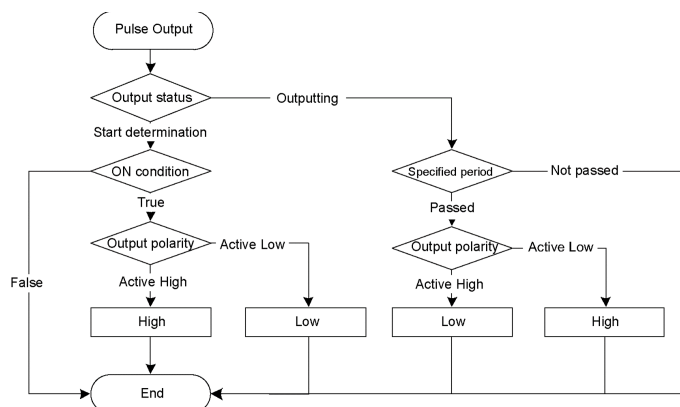 Pulse Output
Output status
Outputting
Start determination
ON condition
Specified period
Not passed
True
Passed
Output polarity
Active Low
Output polarity
Active Low
False
Active High
Active High
High
Low
Low
High
End